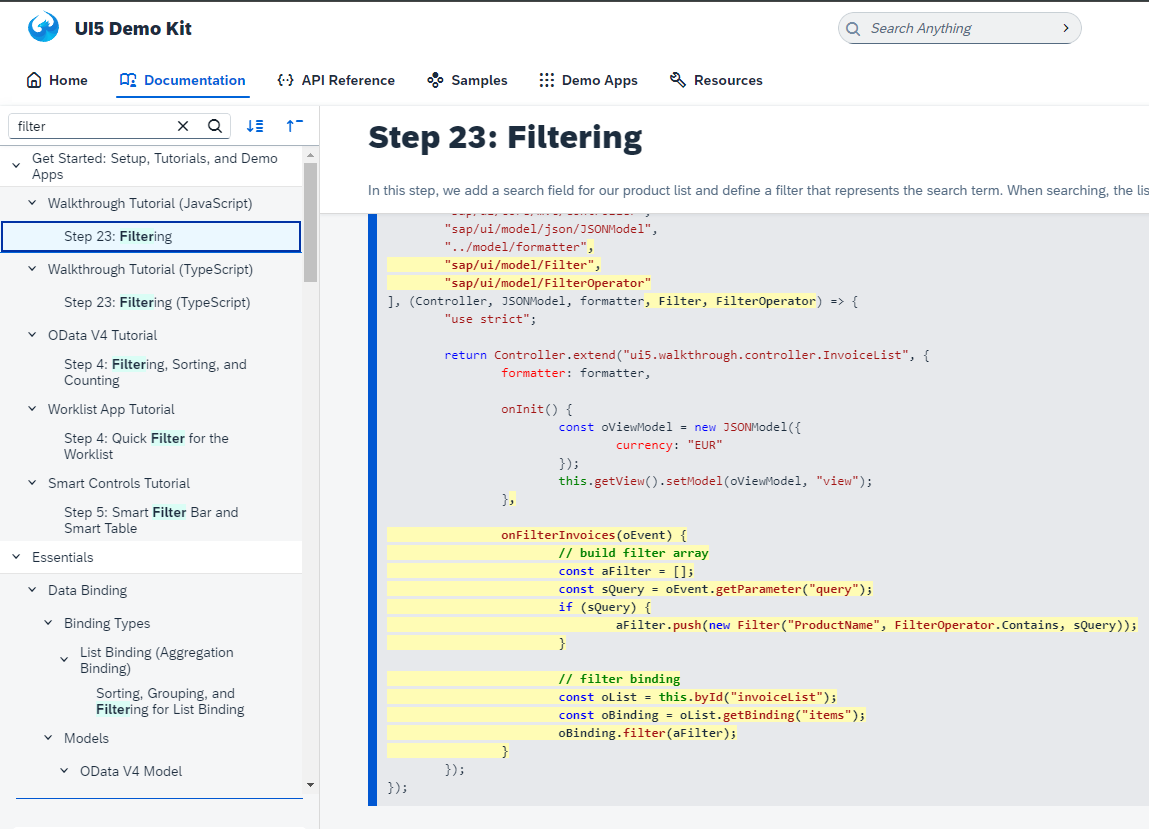 UI5 Demo Kit
Search Anything
Home
Documentation
API Reference
Samples
Demo Apps
Resources
filter
Get Started: Setup, Tutorials, and Demo
Apps
Walkthrough Tutorial (JavaScript)
Step 23: Filtering
Walkthrough Tutorial (TypeScript)
Step 23: Filtering (TypeScript)
OData V4 Tutorial
Step 4: Filtering, Sorting, and
Counting
Worklist App Tutorial
Step 4: Quick Filter for the
Worklist
Smart Controls Tutorial
Step 5: Smart Filter Bar and
Smart Table
Essentials
Data Binding
Binding Types
List Binding (Aggregation
Binding)
Sorting, Grouping, and
Filtering for List Binding
Models
OData V4 Model
Step 23: Filtering
In this step, we add a search field for our product list and define a filter that represents the search term. When searching, the lis
"sap/ui/model/json/JSONModel",
"../model/formatter",
"sap/ui/model/Filter",
"sap/ui/model/FilterOperator"
], (Controller, JSONModel, formatter, Filter, FilterOperator) => {
"use strict";
return Controller.extend("ui5.walkthrough.controller.InvoiceList", {
formatter: formatter,
onInit() {
const oViewModel = new JSONModel({
currency: "EUR"
});
this.getView().setModel(oViewModel, "view");
},
onFilterInvoices(oEvent) {
// build filter array
const aFilter = [];
const sQuery = oEvent.getParameter("query");
if (sQuery) {
aFilter.push(new Filter("ProductName", FilterOperator.Contains, sQuery));
}
// filter binding
const oList = this.byId("invoiceList");
const oBinding = oList.getBinding("items");
oBinding.filter(aFilter);
}
});
});